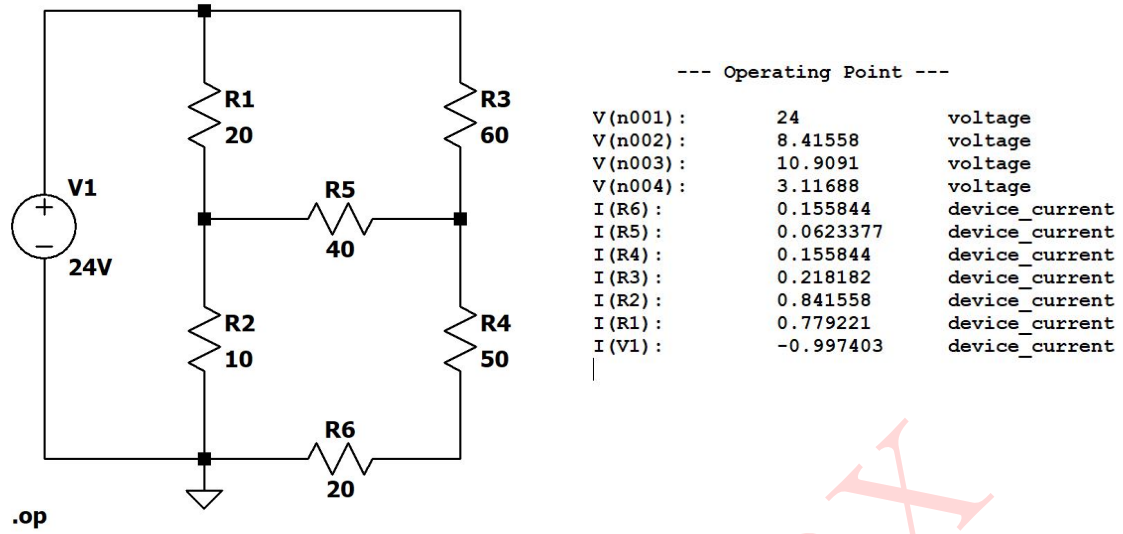 R1
20
R3
60
V1
24V
R5
40
R2
10
R4
50
R6
20
.op
--- Operating Point ---
V(n001): 24 voltage
V(n002): 8.41558 voltage
V(n003): 10.9091 voltage
V(n004): 3.11688 voltage
I(R6): 0.155844 device_current
I(R5): 0.0623377 device_current
I(R4): 0.155844 device_current
I(R3): 0.218182 device_current
I(R2): 0.841558 device_current
I(R1): 0.779221 device_current
I(V1): -0.997403 device_current
X